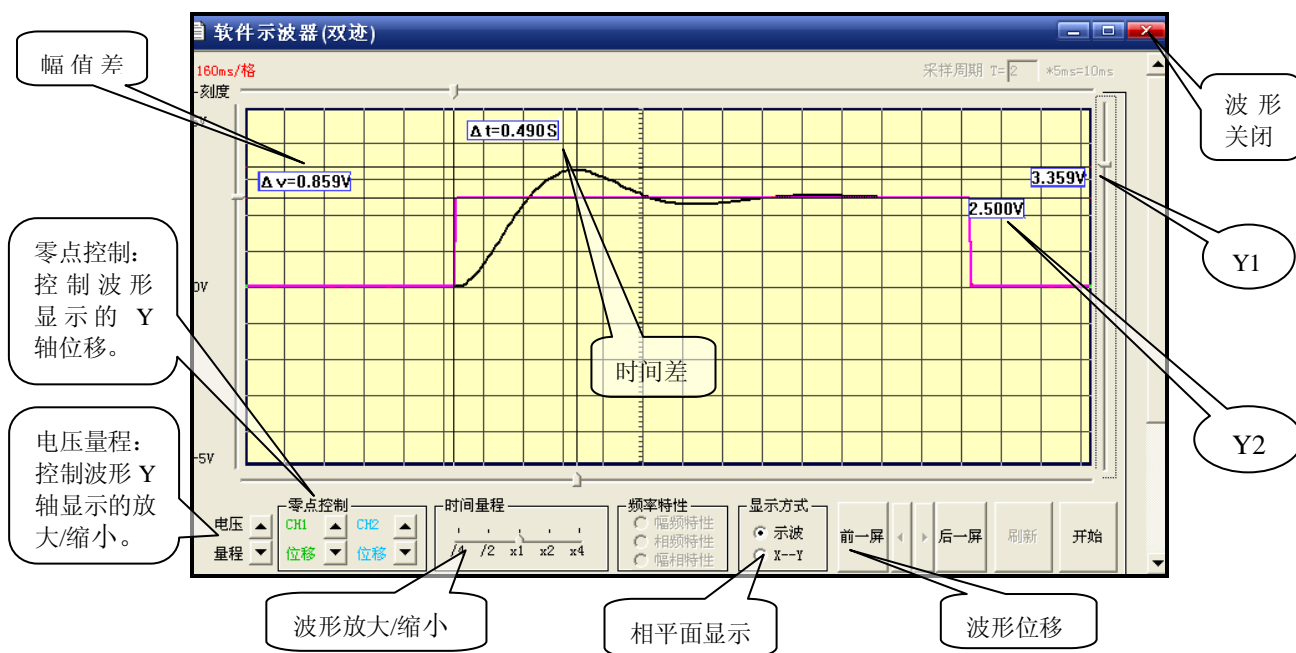 软件示波器(双迹)
160ms/格
采样周期 T=2 *5ms=10ms
刻度
幅值差
波形
关闭
Δt=0.490S
Δv=0.859V
3.359V
2.500V
零点控制：
控制波形
显示的 Y
轴位移。
0V
Y1
时间差
电压量程：
控制波形 Y
轴显示的放
大/缩小。
-5V
Y2
电压
量程
零点控制
CH1
位移
CH2
位移
时间量程
/4 /2 x1 x2 x4
频率特性
幅频特性
相频特性
幅相特性
显示方式
示波
X--Y
前一屏
后一屏
刷新
开始
波形放大/缩小
相平面显示
波形位移